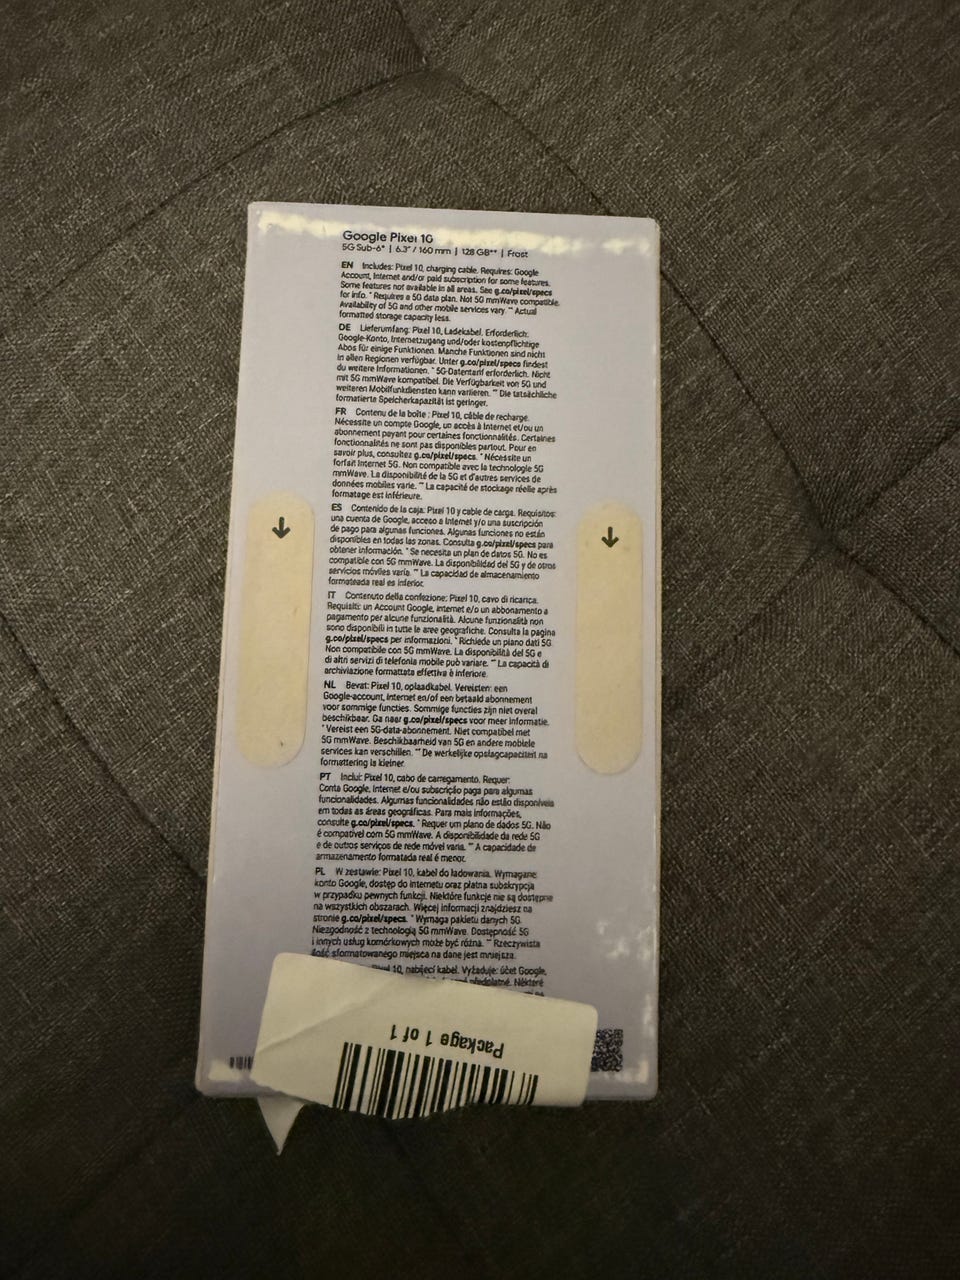 Google Pixel 10
5G Sub-6* | 6.3" / 160 mm | 128 GB** | Frost
EN Includes: Pixel 10, charging cable. Requires: Google
Account, Internet and/or paid subscription for some features.
Some features not available in all areas. See g.co/pixel/specs
for info. *Requires a 5G data plan. Not 5G mmWave compatible.
Availability of 5G and other mobile services vary. **Actual
formatted storage capacity less.
DE Lieferumfang: Pixel 10, Ladekabel. Erforderlich:
Google-Konto, Internetzugang und/oder kostenpflichtige
Abos für einige Funktionen. Manche Funktionen sind nicht
in allen Regionen verfügbar. Unter g.co/pixel/specs findest
du weitere Informationen. *5G-Datentarif erforderlich. Nicht
mit 5G mmWave kompatibel. Die Verfügbarkeit von 5G und
weiteren Mobilfunkdiensten kann variieren. **Die tatsächliche
formatierte Speicherkapazität ist geringer.
FR Contenu de la boîte : Pixel 10, câble de recharge.
Nécessite un compte Google, un accès à Internet et/ou un
abonnement payant pour certaines fonctionnalités. Certaines
fonctionnalités ne sont pas disponibles partout. Pour en
savoir plus, consultez g.co/pixel/specs. *Nécessite un
forfait Internet 5G. Non compatible avec la technologie 5G
mmWave. La disponibilité de la 5G et d'autres services de
données mobiles varie. **La capacité de stockage réelle après
formatage est inférieure.
ES Contenido de la caja: Pixel 10 y cable de carga. Requisitos:
una cuenta de Google, acceso a Internet y/o una suscripción
de pago para algunas funciones. Algunas funciones no están
disponibles en todas las zonas. Consulta g.co/pixel/specs para
obtener información. *Se necesita un plan de datos 5G. No es
compatible con 5G mmWave. La disponibilidad del 5G y de otros
servicios móviles varía. **La capacidad de almacenamiento
formateada real es inferior.
IT Contenuto della confezione: Pixel 10, cavo di ricarica.
Requisiti: un Account Google, internet e/o un abbonamento a
pagamento per alcune funzionalità. Alcune funzionalità non
sono disponibili in tutte le aree geografiche. Consulta la pagina
g.co/pixel/specs per informazioni. *Richiede un piano dati 5G.
Non compatibile con 5G mmWave. La disponibilità del 5G e
di altri servizi di telefonia mobile può variare. **La capacità di
archiviazione formattata effettiva è inferiore.
NL Bevat: Pixel 10, oplaadkabel. Vereisten: een
Google-account, internet en/of een betaald abonnement
voor sommige functies. Sommige functies zijn niet overal
beschikbaar. Ga naar g.co/pixel/specs voor meer informatie.
*Vereist een 5G-data-abonnement. Niet compatibel met
5G mmWave. Beschikbaarheid van 5G en andere mobiele
services kan verschillen. **De werkelijke opslagcapaciteit na
formattering is kleiner.
PT Inclui: Pixel 10, cabo de carregamento. Requer:
Conta Google, Internet e/ou subscrição paga para algumas
funcionalidades. Algumas funcionalidades não estão disponíveis
em todas as áreas geográficas. Para mais informações,
consulte g.co/pixel/specs. *Requer um plano de dados 5G. Não
é compatível com 5G mmWave. A disponibilidade da rede 5G
e de outros serviços de rede móvel varia. **A capacidade de
armazenamento formatada real é menor.
PL W zestawie: Pixel 10, kabel do ładowania. Wymagane:
konto Google, dostęp do internetu oraz płatna subskrypcja
w przypadku pewnych funkcji. Niektóre funkcje nie są dostępne
na wszystkich obszarach. Więcej informacji znajdziesz na
stronie g.co/pixel/specs. *Wymaga pakietu danych 5G.
Niezgodność z technologią 5G mmWave. Dostępność 5G
i innych usług komórkowych może być różna. **Rzeczywista
ilość sformatowanego miejsca na dane jest mniejsza.
Pixel 10, nabíjecí kabel. Vyžaduje: účet Google,
předplatné. Některé
Package 1 of 1